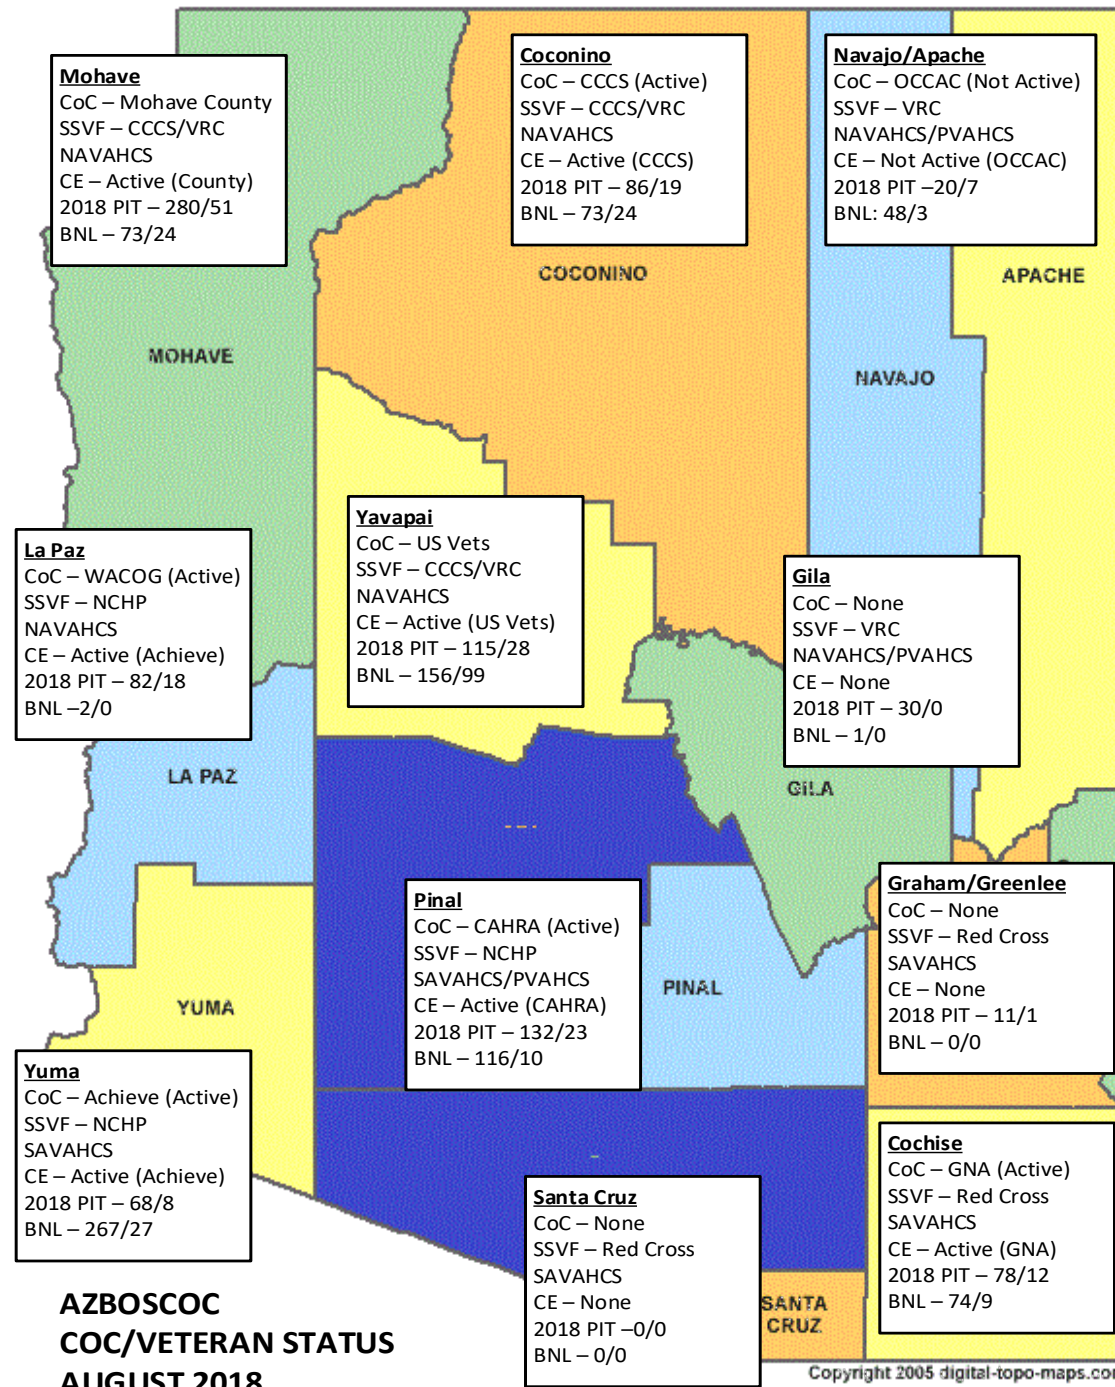 Mohave
CoC – Mohave County
SSVF – CCCS/VRC
NAVAHCS
CE – Active (County)
2018 PIT – 280/51
BNL – 73/24
Coconino
CoC – CCCS (Active)
SSVF – CCCS/VRC
NAVAHCS
CE – Active (CCCS)
2018 PIT – 86/19
BNL – 73/24
Navajo/Apache
CoC – OCCAC (Not Active)
SSVF – VRC
NAVAHCS/PVAHCS
CE – Not Active (OCCAC)
2018 PIT –20/7
BNL: 48/3
COCONINO
APACHE
MOHAVE
NAVAJO
Yavapai
CoC – US Vets
SSVF – CCCS/VRC
NAVAHCS
CE – Active (US Vets)
2018 PIT – 115/28
BNL – 156/99
La Paz
CoC – WACOG (Active)
SSVF – NCHP
NAVAHCS
CE – Active (Achieve)
2018 PIT – 82/18
BNL –2/0
Gila
CoC – None
SSVF – VRC
NAVAHCS/PVAHCS
CE – None
2018 PIT – 30/0
BNL – 1/0
LA PAZ
GILA
Pinal
CoC – CAHRA (Active)
SSVF – NCHP
SAVAHCS/PVAHCS
CE – Active (CAHRA)
2018 PIT – 132/23
BNL – 116/10
Graham/Greenlee
CoC – None
SSVF – Red Cross
SAVAHCS
CE – None
2018 PIT – 11/1
BNL – 0/0
PINAL
YUMA
Yuma
CoC – Achieve (Active)
SSVF – NCHP
SAVAHCS
CE – Active (Achieve)
2018 PIT – 68/8
BNL – 267/27
Cochise
CoC – GNA (Active)
SSVF – Red Cross
SAVAHCS
CE – Active (GNA)
2018 PIT – 78/12
BNL – 74/9
Santa Cruz
CoC – None
SSVF – Red Cross
SAVAHCS
CE – None
2018 PIT –0/0
BNL – 0/0
SANTA
CRUZ
AZBOSCOC
COC/VETERAN STATUS
AUGUST 2018
Copyright 2005 digital-topo-maps.com